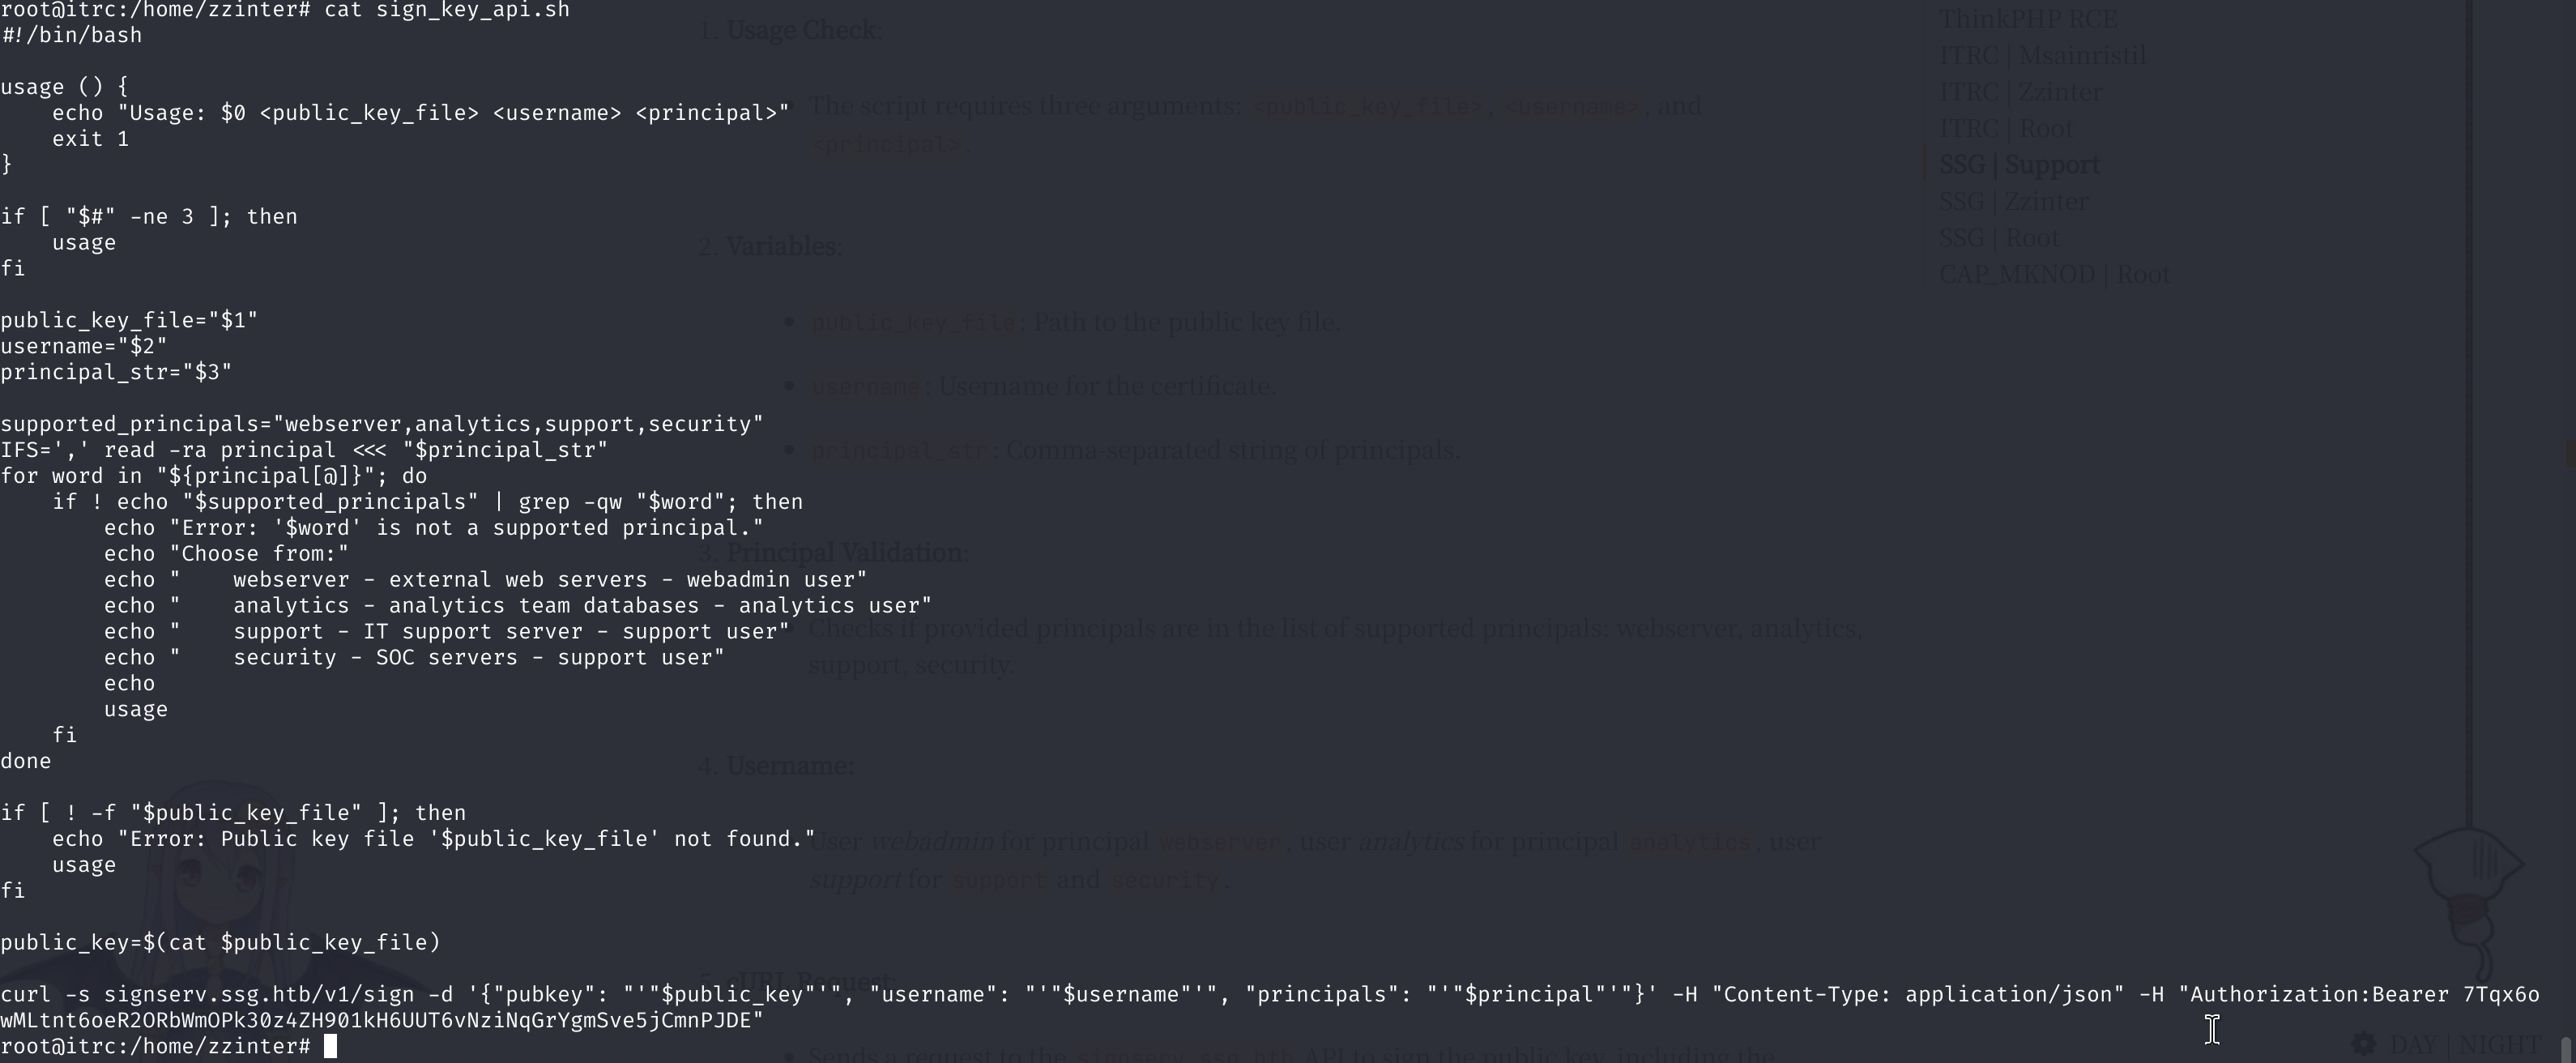 root@itrc:/home/zzinter# cat sign_key_api.sh
#!/bin/bash

usage () {
    echo "Usage: $0 <public_key_file> <username> <principal>"
    exit 1
}

if [ "$#" -ne 3 ]; then
    usage
fi

public_key_file="$1"
username="$2"
principal_str="$3"

supported_principals="webserver,analytics,support,security"
IFS=',' read -ra principal <<< "$principal_str"
for word in "${principal[@]}"; do
    if ! echo "$supported_principals" | grep -qw "$word"; then
        echo "Error: '$word' is not a supported principal."
        echo "Choose from:"
        echo "    webserver - external web servers - webadmin user"
        echo "    analytics - analytics team databases - analytics user"
        echo "    support - IT support server - support user"
        echo "    security - SOC servers - support user"
        echo
        usage
    fi
done

if [ ! -f "$public_key_file" ]; then
    echo "Error: Public key file '$public_key_file' not found."
    usage
fi

public_key=$(cat $public_key_file)

curl -s signserv.ssg.htb/v1/sign -d '{"pubkey": "'"$public_key"'", "username": "'"$username"'", "principals": "'"$principal"'"}' -H "Content-Type: application/json" -H "Authorization:Bearer 7Tqx6o
wMLtnt6oeR2ORbWmOPk30z4ZH901kH6UUT6vNziNqGrYgmSve5jCmnPJDE"
root@itrc:/home/zzinter#
1. Usage Check:
The script requires three arguments: <public_key_file>, <username>, and
<principal>.
2. Variables:
public_key_file: Path to the public key file.
username: Username for the certificate.
principal_str: Comma-separated string of principals.
3. Principal Validation:
Checks if provided principals are in the list of supported principals: webserver, analytics,
support, security.
4. Username:
User webadmin for principal webserver, user analytics for principal analytics, user
support for support and security.
5. cURL Request:
Sends a request to the signserv.ssg.htb API to sign the public key, including the
ThinkPHP RCE
ITRC | Msainristil
ITRC | Zzinter
ITRC | Root
SSG | Support
SSG | Zzinter
SSG | Root
CAP_MKNOD | Root
DAY | NIGHT